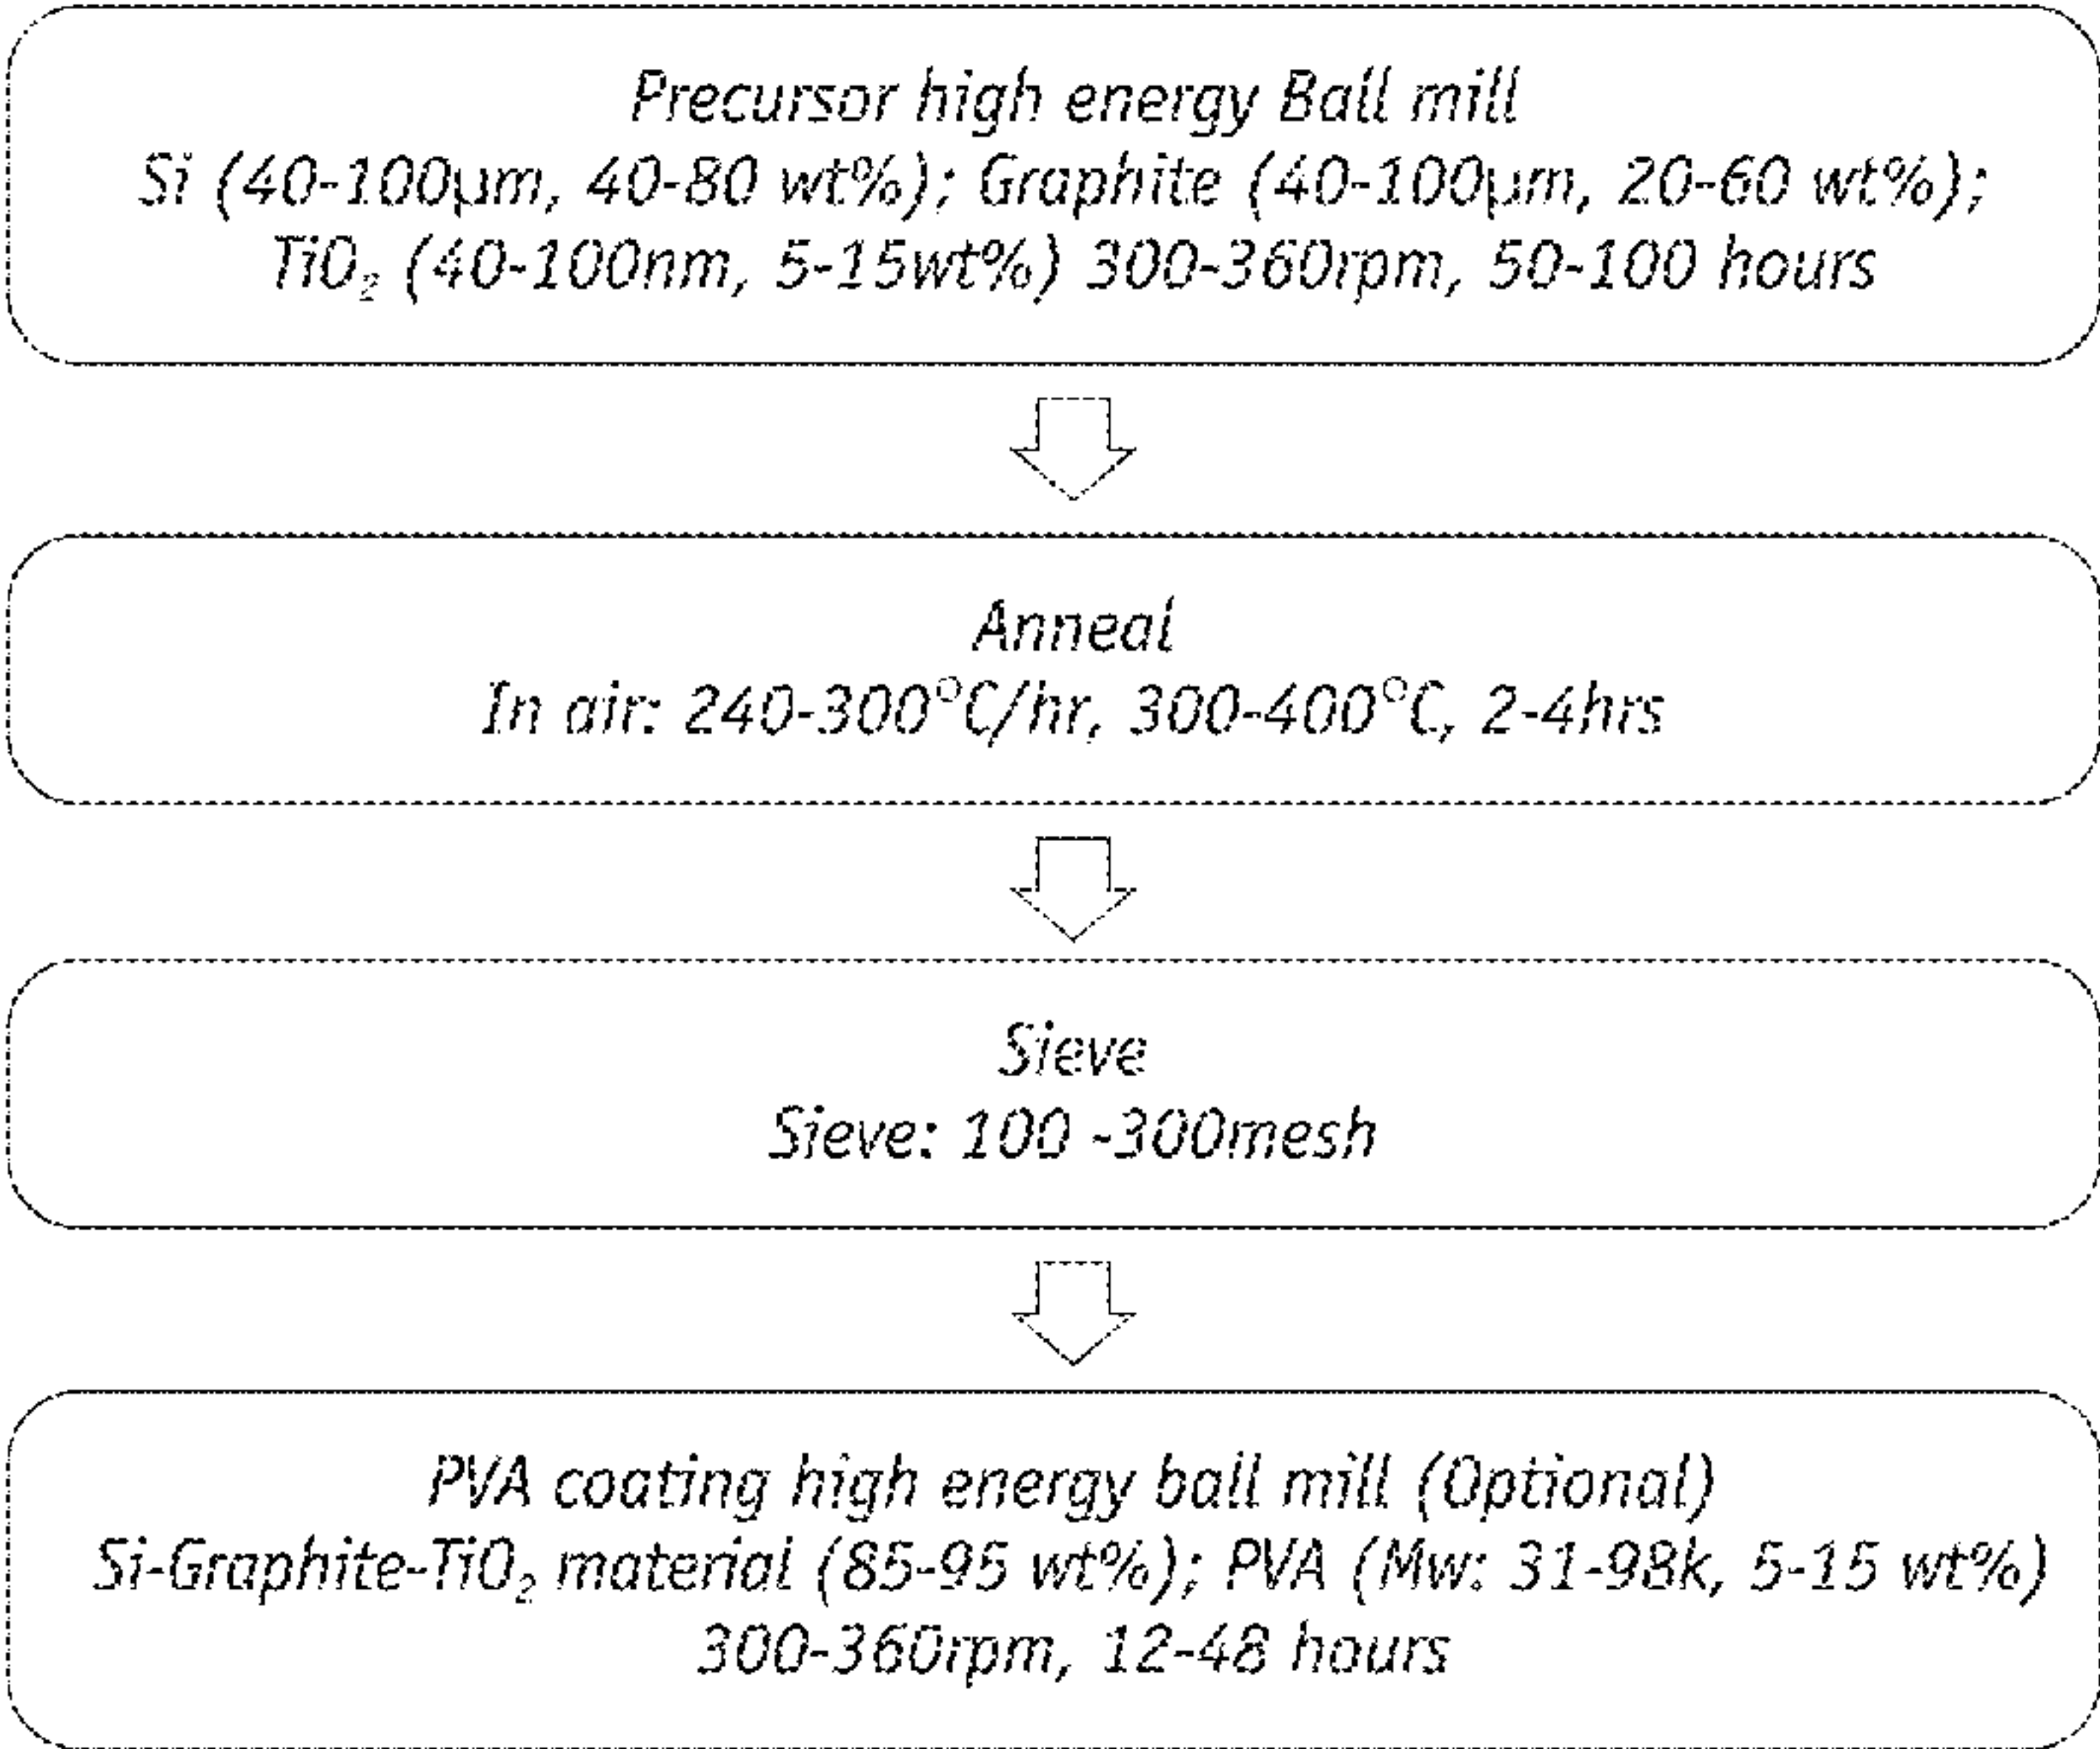 Precursor high energy Ball mill
Si (40-100µm, 40-80 wt%); Graphite (40-100µm, 20-60 wt%);
TiO₂ (40-100nm, 5-15wt%) 300-360rpm, 50-100 hours
Anneal
In air: 240-300°C/hr, 300-400°C, 2-4hrs
Sieve
Sieve: 100 -300mesh
PVA coating high energy ball mill (Optional)
Si-Graphite-TiO₂ material (85-95 wt%); PVA (Mw: 31-98k, 5-15 wt%)
300-360rpm, 12-48 hours